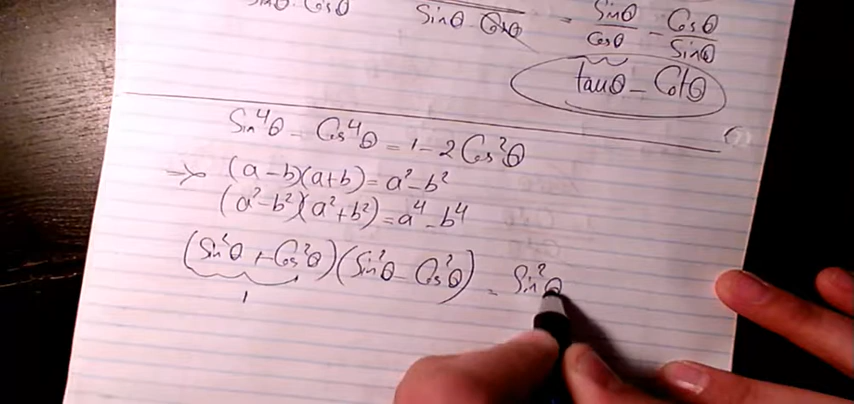 Sinθ · Cosθ
Sinθ - Cosθ = Sinθ/Cosθ - Cosθ/Sinθ
tanθ - Cotθ
Sin⁴θ - Cos⁴θ = 1 - 2Cos²θ
→ (a-b)(a+b) = a²-b²
(a²-b²)(a²+b²) = a⁴-b⁴
(Sin²θ + Cos²θ)(Sin²θ - Cos²θ) = Sin²θ
1